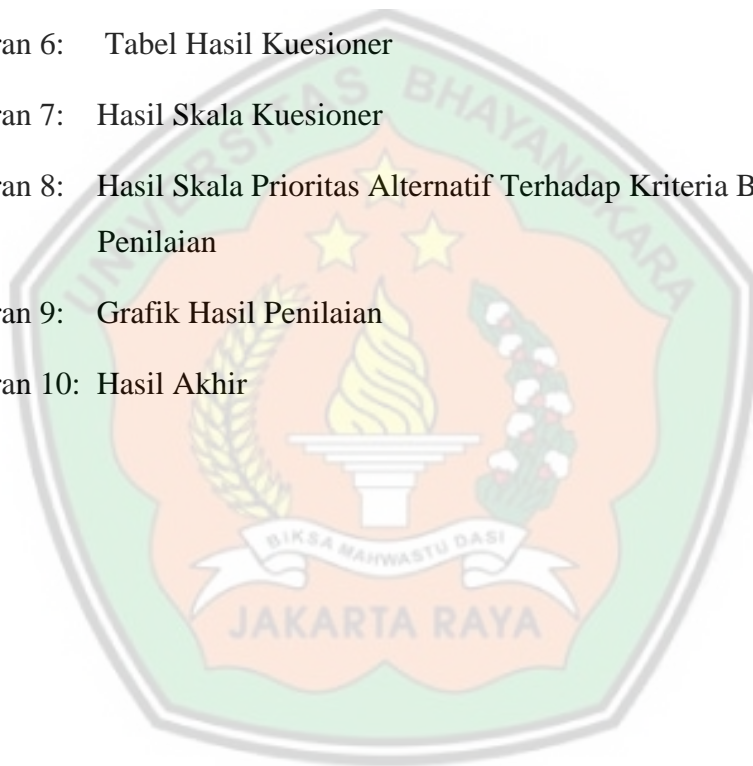 ran 6: Tabel Hasil Kuesioner
ran 7: Hasil Skala Kuesioner
ran 8: Hasil Skala Prioritas Alternatif Terhadap Kriteria B
Penilaian
ran 9: Grafik Hasil Penilaian
ran 10: Hasil Akhir
UNIVERSITAS BHAYANGKARA
BIKSA MAHWASTU DASI
JAKARTA RAYA